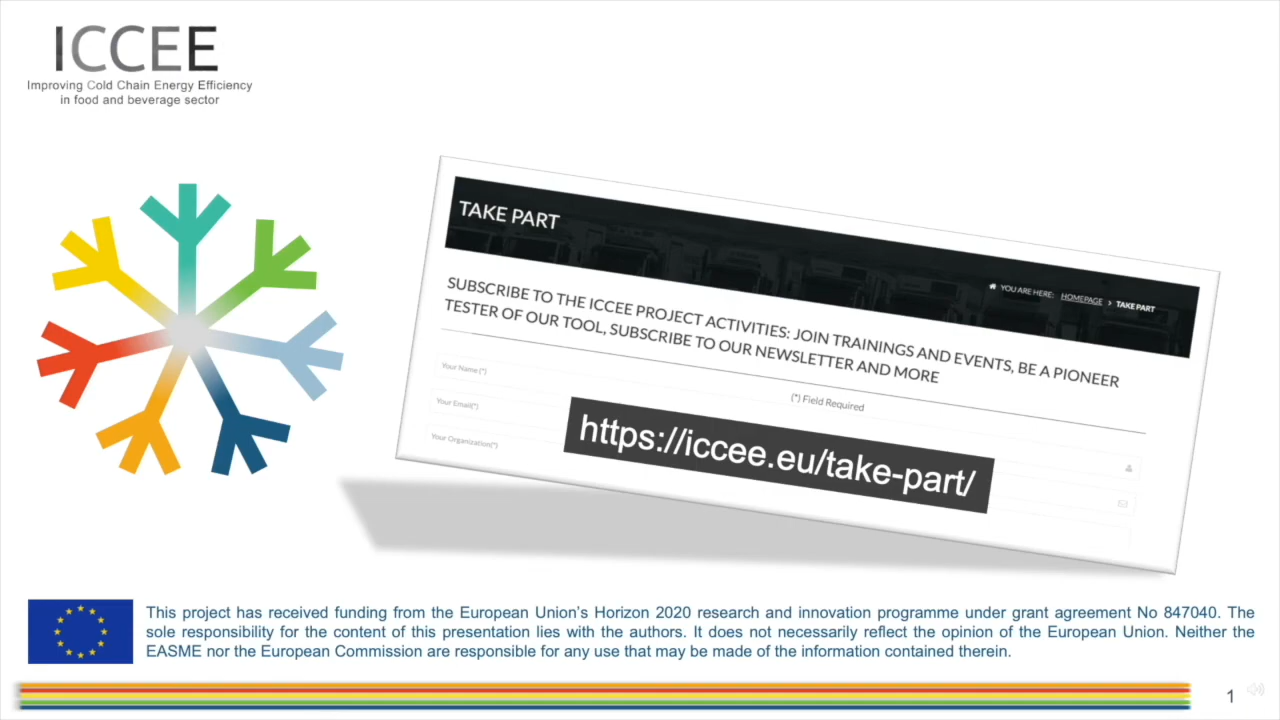 ICCEE
Improving Cold Chain Energy Efficiency
in food and beverage sector
TAKE PART
YOU ARE HERE: HOMEPAGE > TAKE PART
SUBSCRIBE TO THE ICCEE PROJECT ACTIVITIES: JOIN TRAININGS AND EVENTS, BE A PIONEER
TESTER OF OUR TOOL, SUBSCRIBE TO OUR NEWSLETTER AND MORE
(*) Field Required
Your Name (*)
Your Email(*)
Your Organization(*)
https://iccee.eu/take-part/
This project has received funding from the European Union's Horizon 2020 research and innovation programme under grant agreement No 847040. The
sole responsibility for the content of this presentation lies with the authors. It does not necessarily reflect the opinion of the European Union. Neither the
EASME nor the European Commission are responsible for any use that may be made of the information contained therein.
1